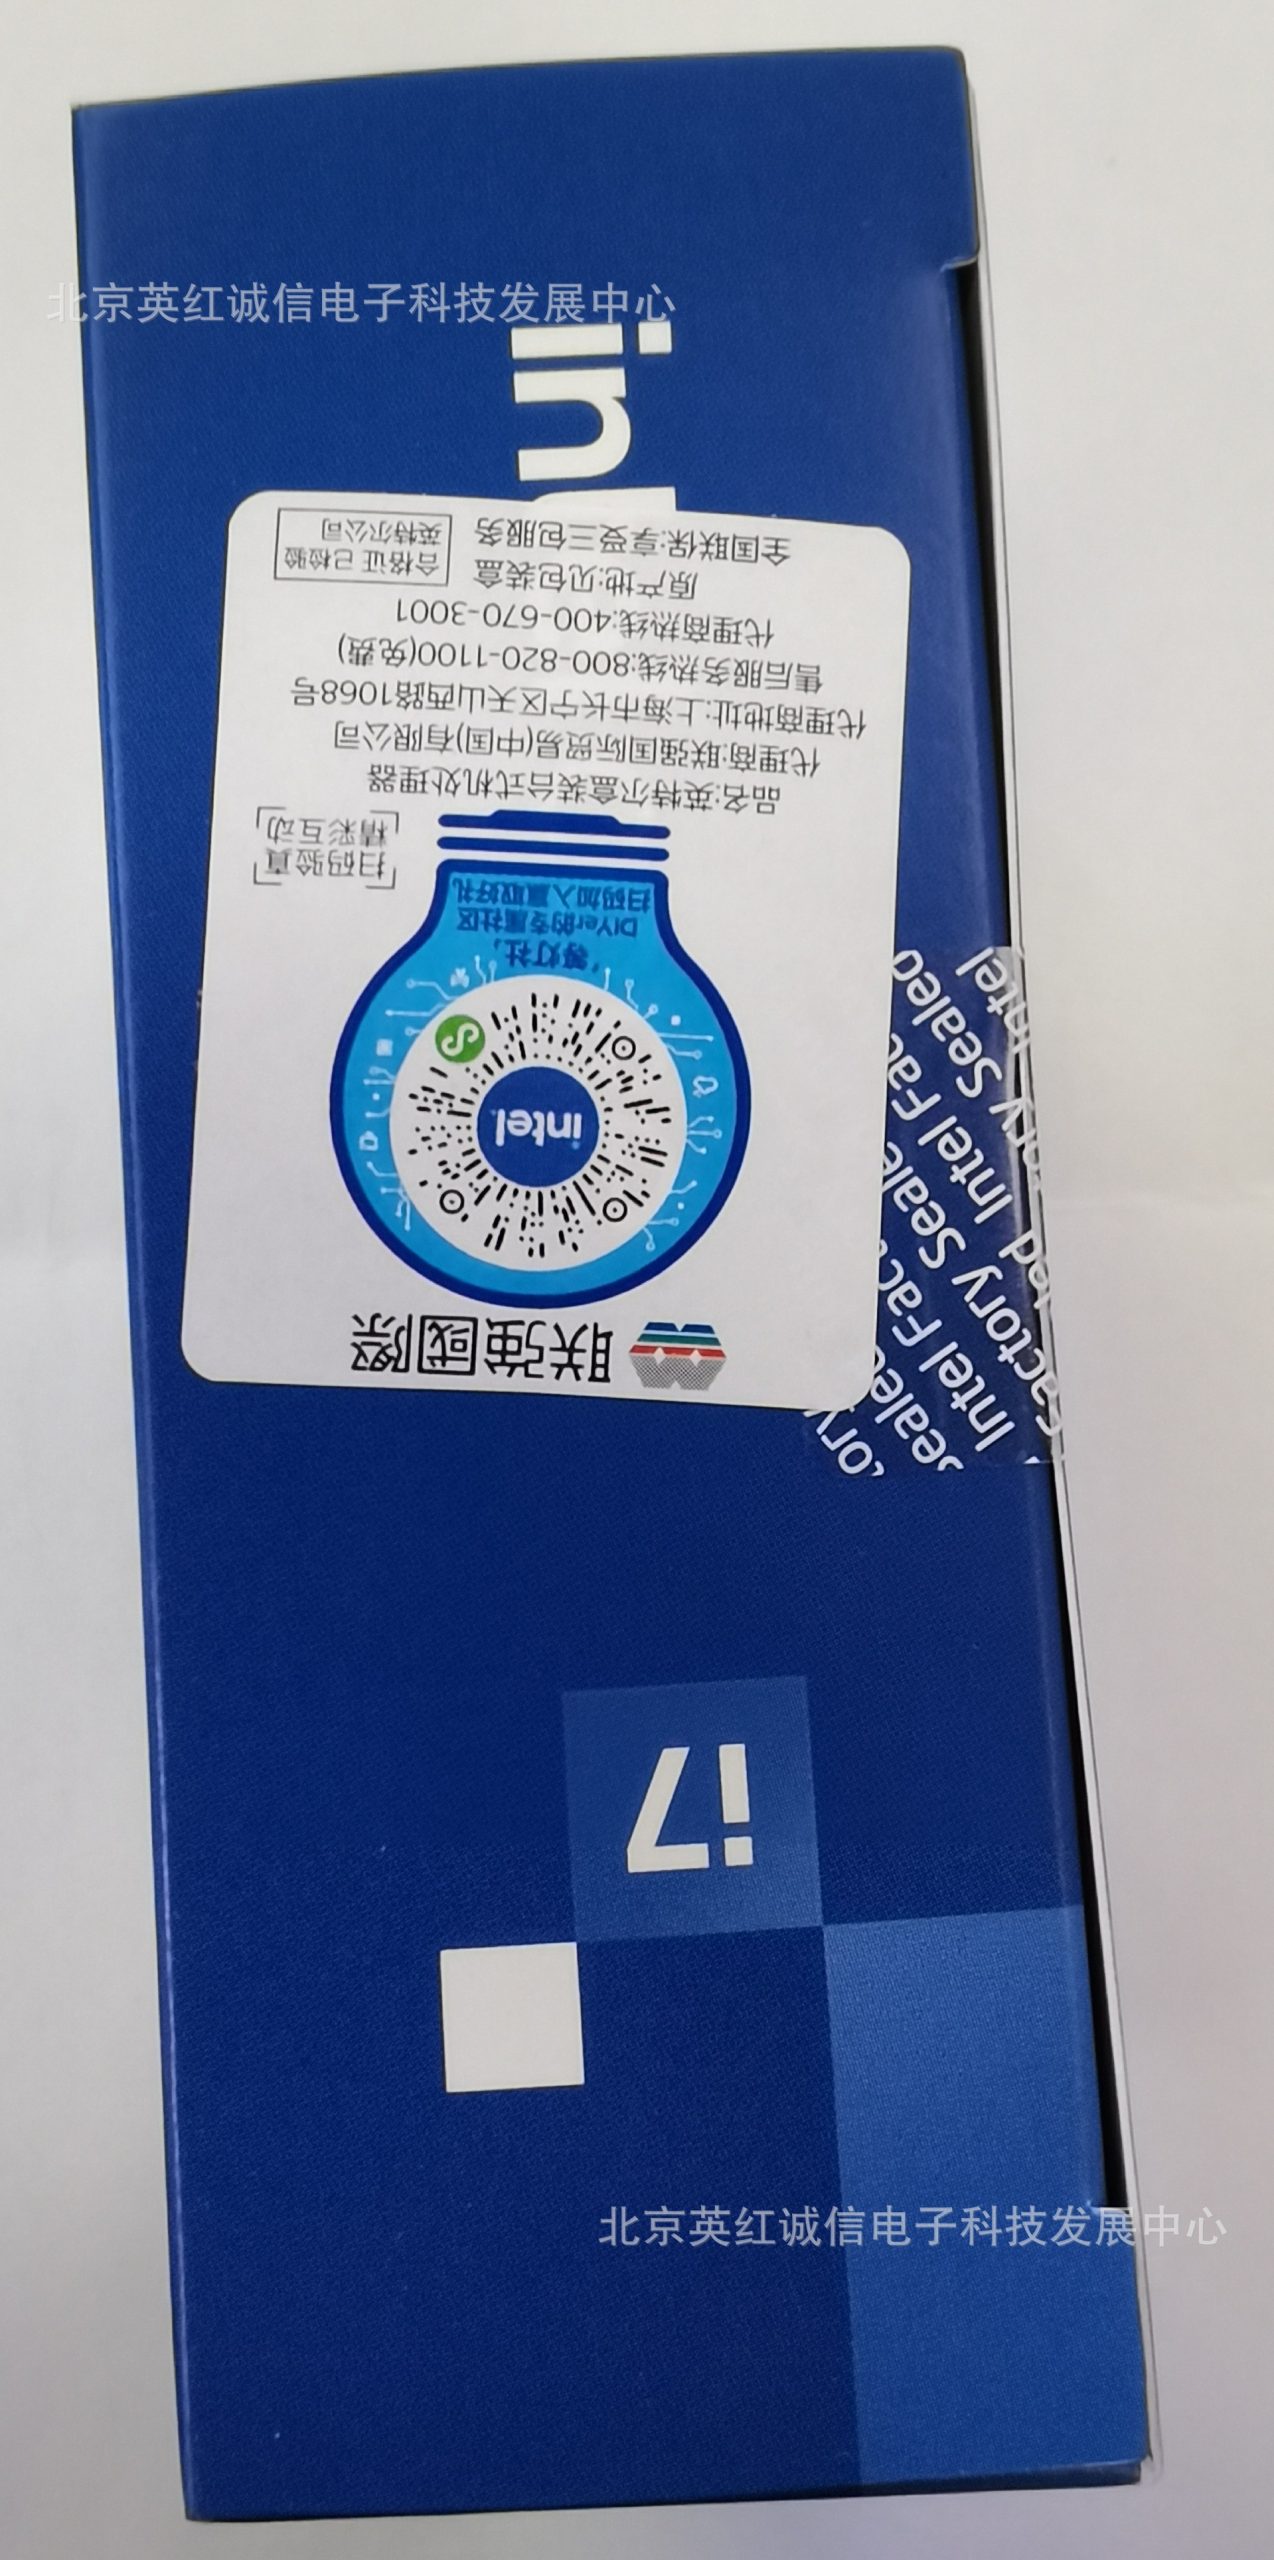 北京英红诚信电子科技发展中心
联強國際
intel
等灯社，
DIYer的专属社区
扫码加入赢取好礼
扫码验真
精彩互动
品名:英特尔盒装台式机处理器
代理商:联强国际贸易(中国)有限公司
代理商地址:上海市长宁区天山西路1068号
售后服务热线:800-820-1100(免费)
代理商热线:400-670-3001
原产地:见包装盒
全国联保:享受三包服务
合格证 已检验
英特尔公司
in
Intel
ry Sealed
Intel Fac
Factory Sealed
Intel
i7
北京英红诚信电子科技发展中心